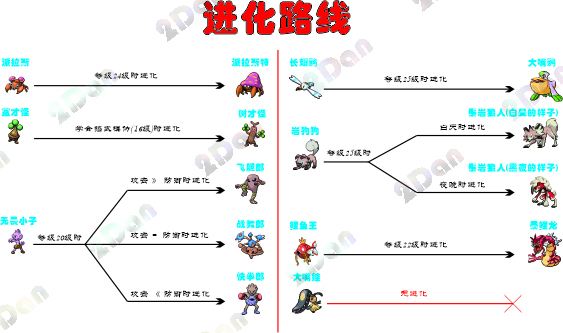 进化路线
派拉斯
等级24级时进化
派拉斯特
盆才怪
学会招式模仿(16级)时进化
树才怪
无畏小子
等级20级时
攻击 》 防御时进化
飞腿郎
攻击 = 防御时进化
战舞郎
攻击 《 防御时进化
快拳郎
长翅鸥
等级25级时进化
大嘴鸥
岩狗狗
等级25级时
白天时进化
鬃岩狼人(白昼的样子)
夜晚时进化
鬃岩狼人(黑夜的样子)
鲤鱼王
等级20级时进化
暴鲤龙
大嘴娃
无进化
2Dan
2Dan
2Dan
2Dan
2Dan
2Dan